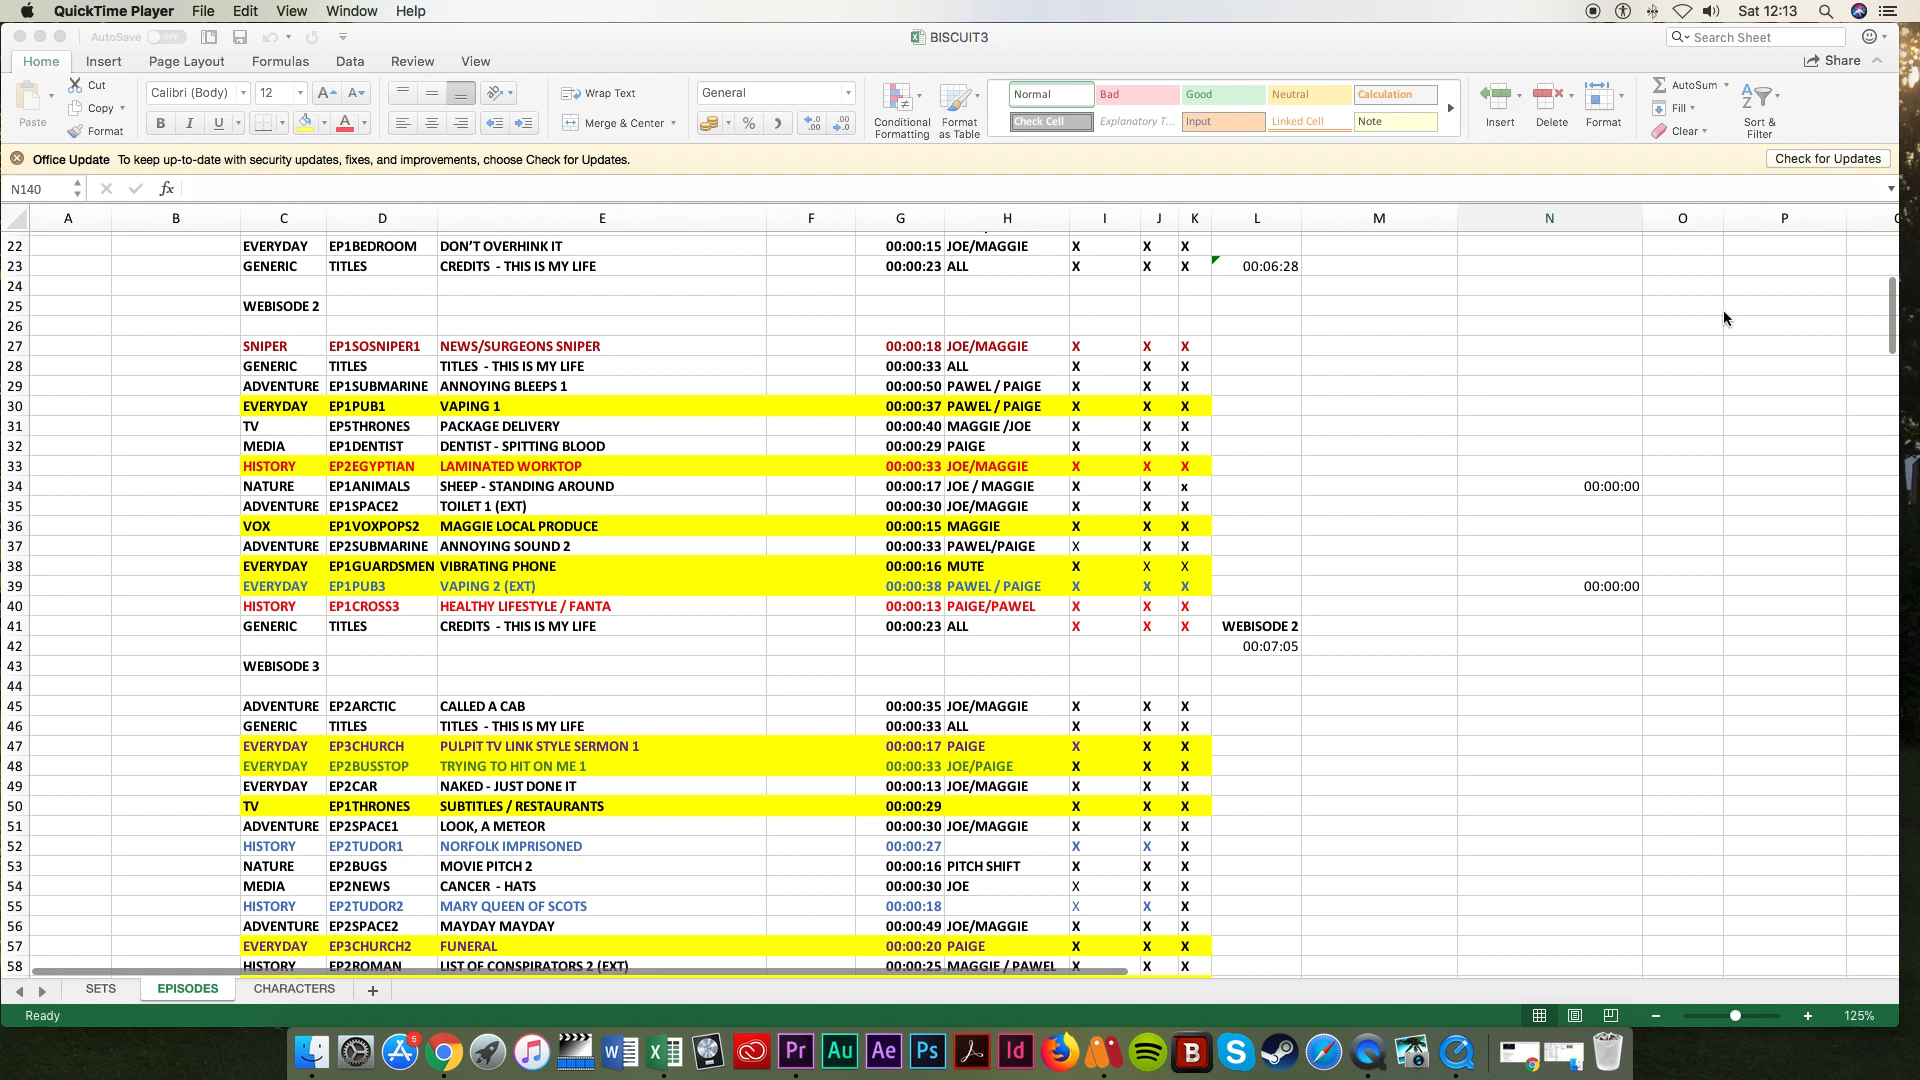 QuickTime Player File Edit View Window Help Sat 12:13
AutoSave OFF BISCUIT3 Search Sheet
Home Insert Page Layout Formulas Data Review View Share
Paste Cut Copy Format
Calibri (Body) 12 A A B I U A
Wrap Text Merge & Center
General % )
Conditional Formatting Format as Table
Normal Bad Good Neutral Calculation
Check Cell Explanatory T... Input Linked Cell Note
Insert Delete Format
AutoSum Fill Clear Sort & Filter
Office Update To keep up-to-date with security updates, fixes, and improvements, choose Check for Updates. Check for Updates
N140 fx
A B C D E F G H I J K L M N O P
22 EVERYDAY EP1BEDROOM DON'T OVERHINK IT 00:00:15 JOE/MAGGIE X X X
23 GENERIC TITLES CREDITS - THIS IS MY LIFE 00:00:23 ALL X X X 00:06:28
24
25 WEBISODE 2
26
27 SNIPER EP1SOSNIPER1 NEWS/SURGEONS SNIPER 00:00:18 JOE/MAGGIE X X X
28 GENERIC TITLES TITLES - THIS IS MY LIFE 00:00:33 ALL X X X
29 ADVENTURE EP1SUBMARINE ANNOYING BLEEPS 1 00:00:50 PAWEL / PAIGE X X X
30 EVERYDAY EP1PUB1 VAPING 1 00:00:37 PAWEL / PAIGE X X X
31 TV EP5THRONES PACKAGE DELIVERY 00:00:40 MAGGIE /JOE X X X
32 MEDIA EP1DENTIST DENTIST - SPITTING BLOOD 00:00:29 PAIGE X X X
33 HISTORY EP2EGYPTIAN LAMINATED WORKTOP 00:00:33 JOE/MAGGIE X X X
34 NATURE EP1ANIMALS SHEEP - STANDING AROUND 00:00:17 JOE / MAGGIE X X x 00:00:00
35 ADVENTURE EP1SPACE2 TOILET 1 (EXT) 00:00:30 JOE/MAGGIE X X X
36 VOX EP1VOXPOPS2 MAGGIE LOCAL PRODUCE 00:00:15 MAGGIE X X X
37 ADVENTURE EP2SUBMARINE ANNOYING SOUND 2 00:00:33 PAWEL/PAIGE X X X
38 EVERYDAY EP1GUARDSMEN VIBRATING PHONE 00:00:16 MUTE X X X
39 EVERYDAY EP1PUB3 VAPING 2 (EXT) 00:00:38 PAWEL / PAIGE X X X 00:00:00
40 HISTORY EP1CROSS3 HEALTHY LIFESTYLE / FANTA 00:00:13 PAIGE/PAWEL X X X
41 GENERIC TITLES CREDITS - THIS IS MY LIFE 00:00:23 ALL X X X WEBISODE 2
42 00:07:05
43 WEBISODE 3
44
45 ADVENTURE EP2ARCTIC CALLED A CAB 00:00:35 JOE/MAGGIE X X X
46 GENERIC TITLES TITLES - THIS IS MY LIFE 00:00:33 ALL X X X
47 EVERYDAY EP3CHURCH PULPIT TV LINK STYLE SERMON 1 00:00:17 PAIGE X X X
48 EVERYDAY EP2BUSSTOP TRYING TO HIT ON ME 1 00:00:33 JOE/PAIGE X X X
49 EVERYDAY EP2CAR NAKED - JUST DONE IT 00:00:13 JOE/MAGGIE X X X
50 TV EP1THRONES SUBTITLES / RESTAURANTS 00:00:29 X X X
51 ADVENTURE EP2SPACE1 LOOK, A METEOR 00:00:30 JOE/MAGGIE X X X
52 HISTORY EP2TUDOR1 NORFOLK IMPRISONED 00:00:27 X X X
53 NATURE EP2BUGS MOVIE PITCH 2 00:00:16 PITCH SHIFT X X X
54 MEDIA EP2NEWS CANCER - HATS 00:00:30 JOE X X X
55 HISTORY EP2TUDOR2 MARY QUEEN OF SCOTS 00:00:18 X X X
56 ADVENTURE EP2SPACE2 MAYDAY MAYDAY 00:00:49 JOE/MAGGIE X X X
57 EVERYDAY EP3CHURCH2 FUNERAL 00:00:20 PAIGE X X X
58 HISTORY EP2ROMAN LIST OF CONSPIRATORS 2 (EXT) 00:00:25 MAGGIE / PAWEL X X X
SETS EPISODES CHARACTERS +
Ready 125%
5 W X Pr Au Ae Ps Id B S